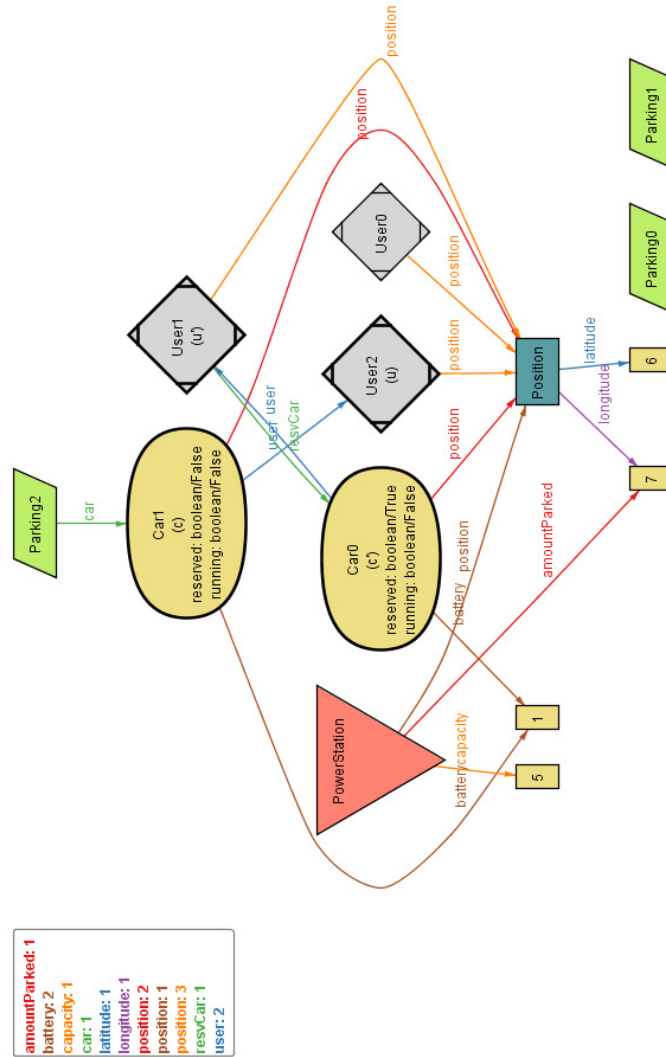 amountParked: 1
battery: 2
capacity: 1
car: 1
latitude: 1
longitude: 1
position: 2
position: 1
position: 3
resvCar: 1
user: 2
Parking2
car
Car1
(c)
reserved: boolean/False
running: boolean/False
User1
(u')
position
position
user
user
resvCar
Car0
(c')
reserved: boolean/True
running: boolean/False
User2
(u)
User0
PowerStation
battery
capacity
battery
position
position
position
position
amountParked
Position
longitude
latitude
5
1
7
6
Parking0
Parking1